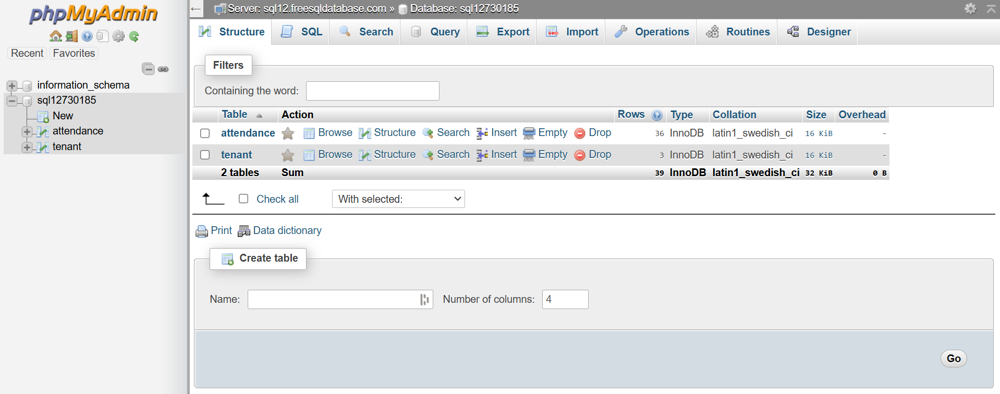 phpMyAdmin
Recent Favorites
information_schema
sql12730185
New
attendance
tenant
Server: sql12.freesqldatabase.com » Database: sql12730185
Structure SQL Search Query Export Import Operations Routines Designer
Filters
Containing the word:
Table Action Rows Type Collation Size Overhead
attendance Browse Structure Search Insert Empty Drop 36 InnoDB latin1_swedish_ci 16 KiB -
tenant Browse Structure Search Insert Empty Drop 3 InnoDB latin1_swedish_ci 16 KiB -
2 tables Sum 39 InnoDB latin1_swedish_ci 32 KiB 0 B
Check all With selected:
Print Data dictionary
Create table
Name: Number of columns: 4
Go